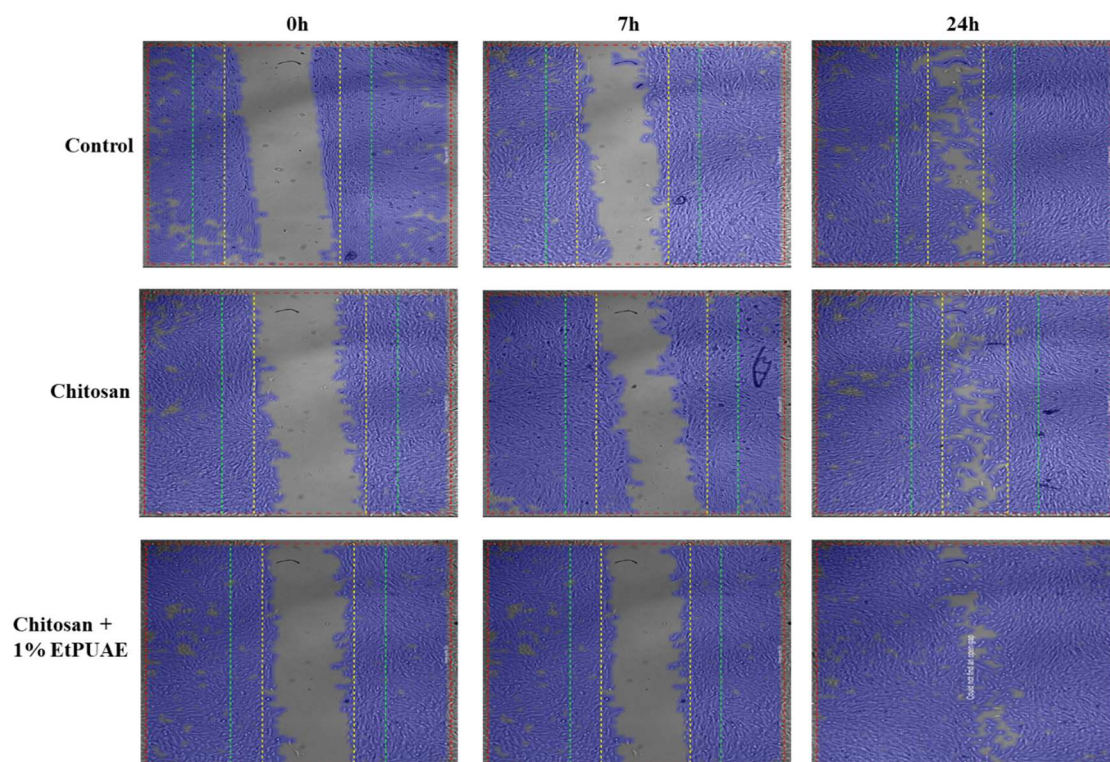 0h
7h
24h
Control
Chitosan
Chitosan +
1% EtPUAE
Could not find an open gap